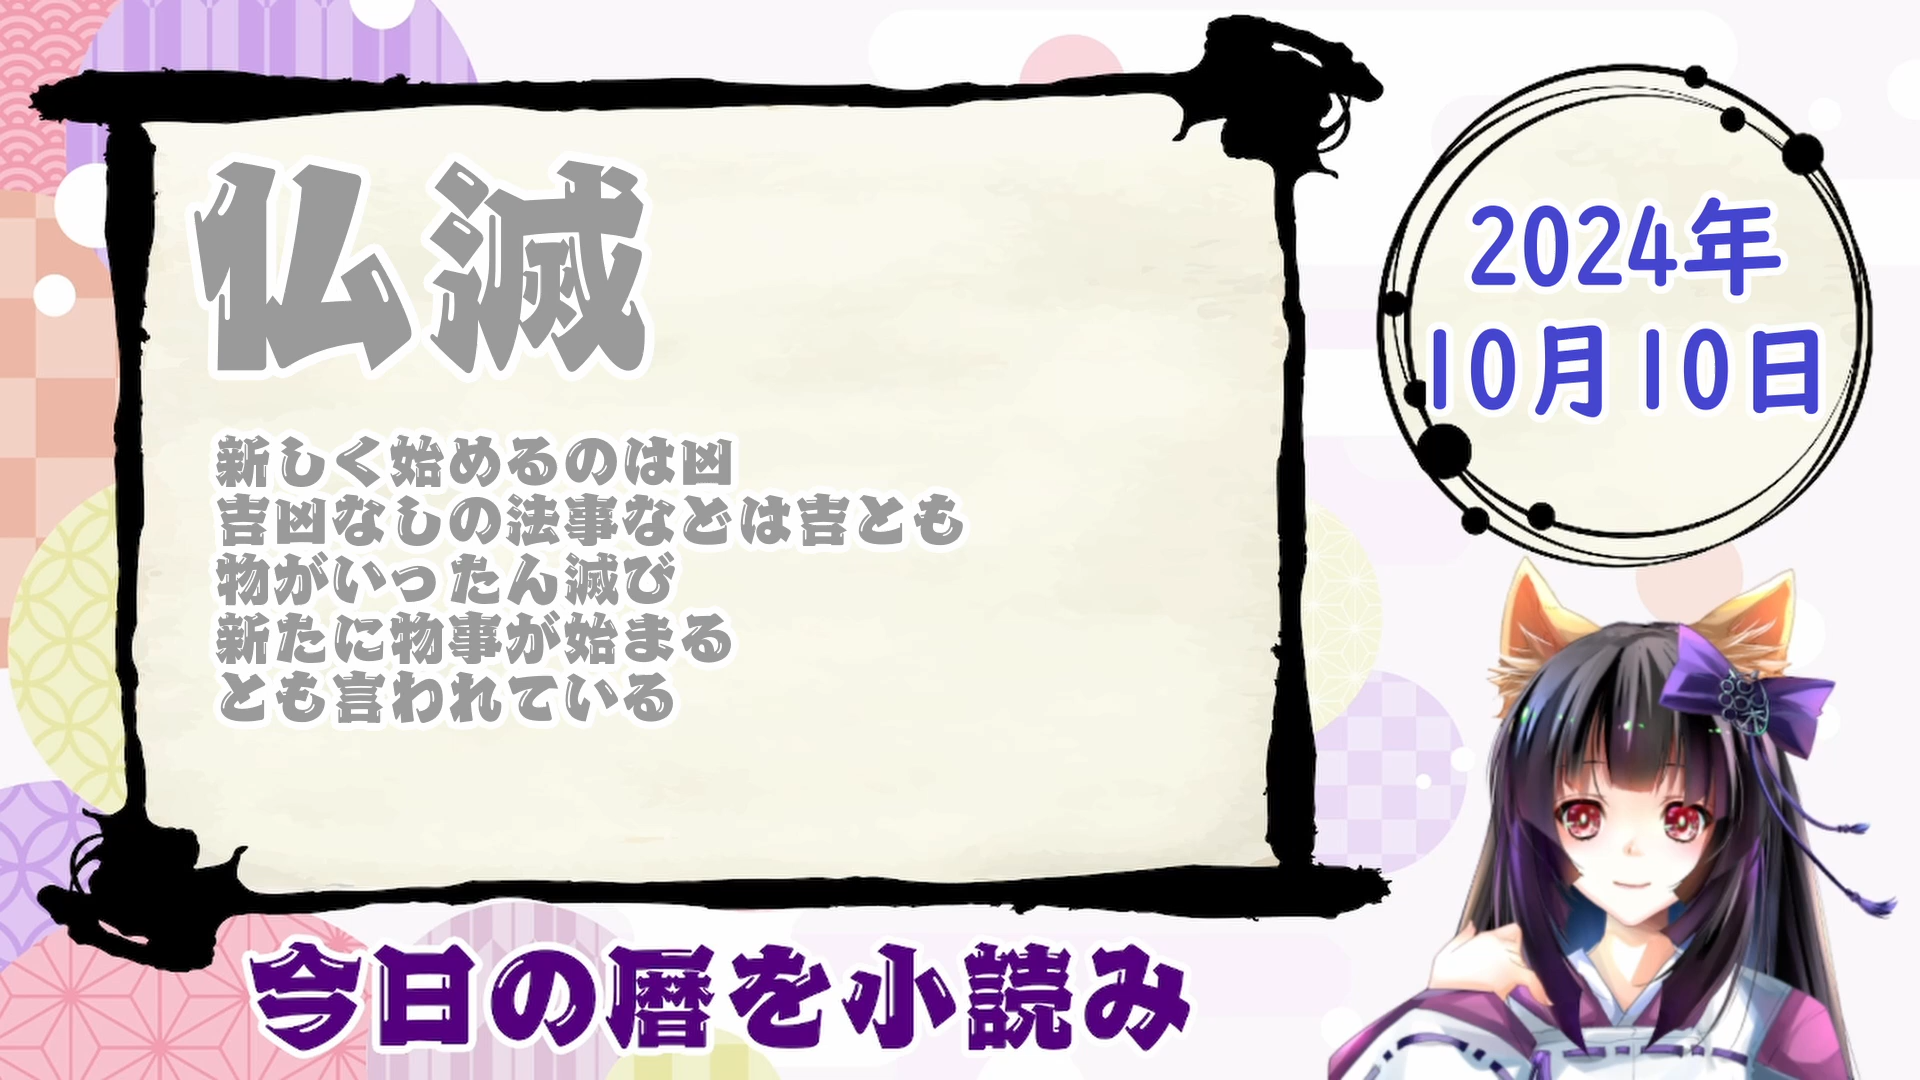 仏滅
新しく始めるのは凶
吉凶なしの法事などは吉とも
物がいったん滅び
新たに物事が始まる
とも言われている
2024年
10月10日
今日の暦を小読み